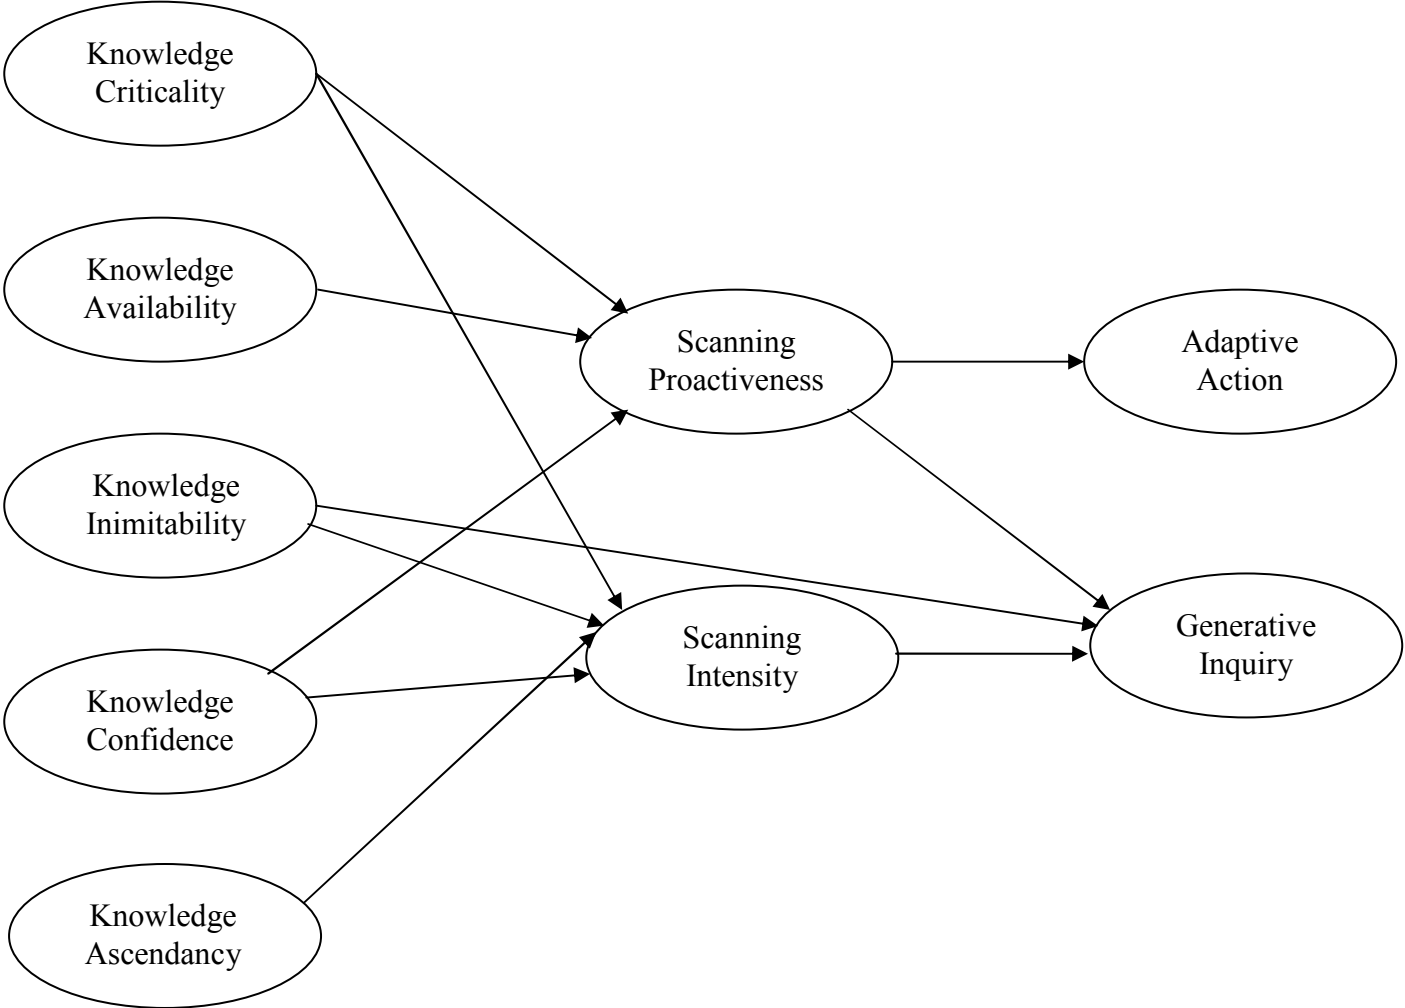 Knowledge
Criticality
Knowledge
Availability
Knowledge
Inimitability
Knowledge
Confidence
Knowledge
Ascendancy
Scanning
Proactiveness
Scanning
Intensity
Adaptive
Action
Generative
Inquiry